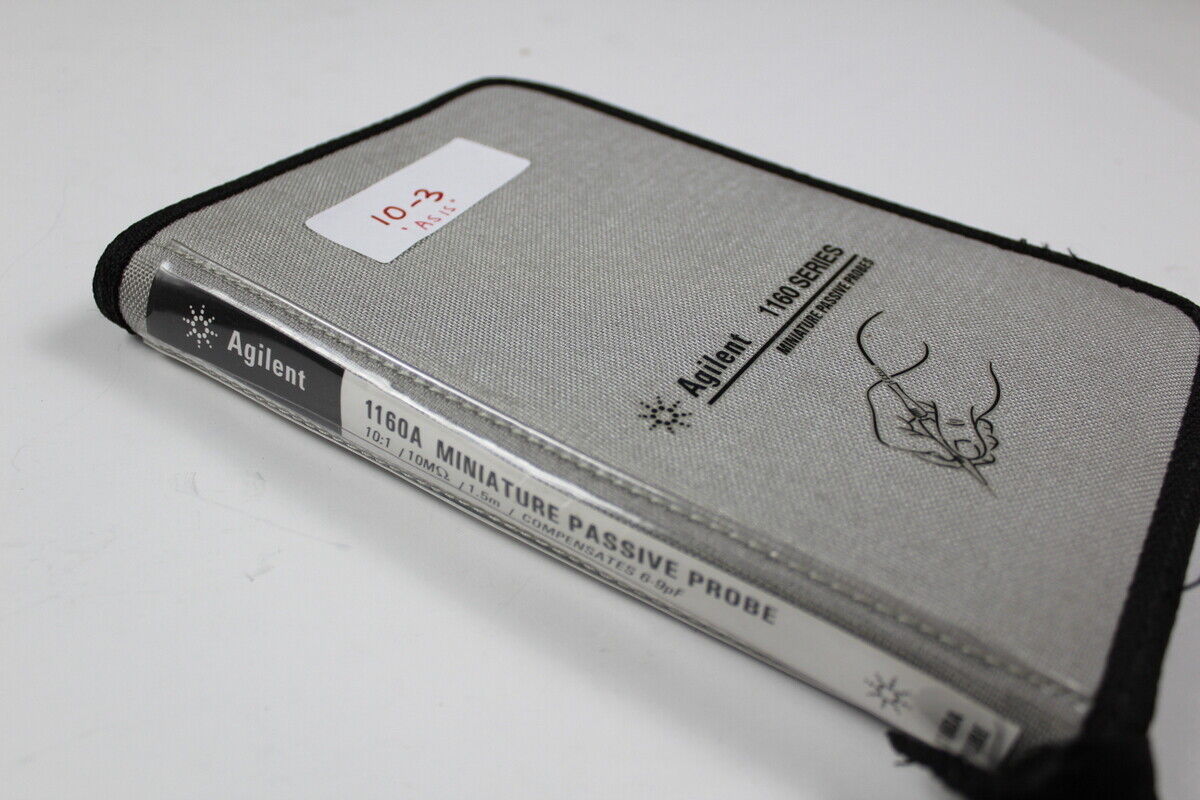 10-3
"AS IS"
Agilent 1160 SERIES
MINIATURE PASSIVE PROBES
Agilent
1160A MINIATURE PASSIVE PROBE
10:1 / 10MΩ / 1.5m / COMPENSATES 6-9pF